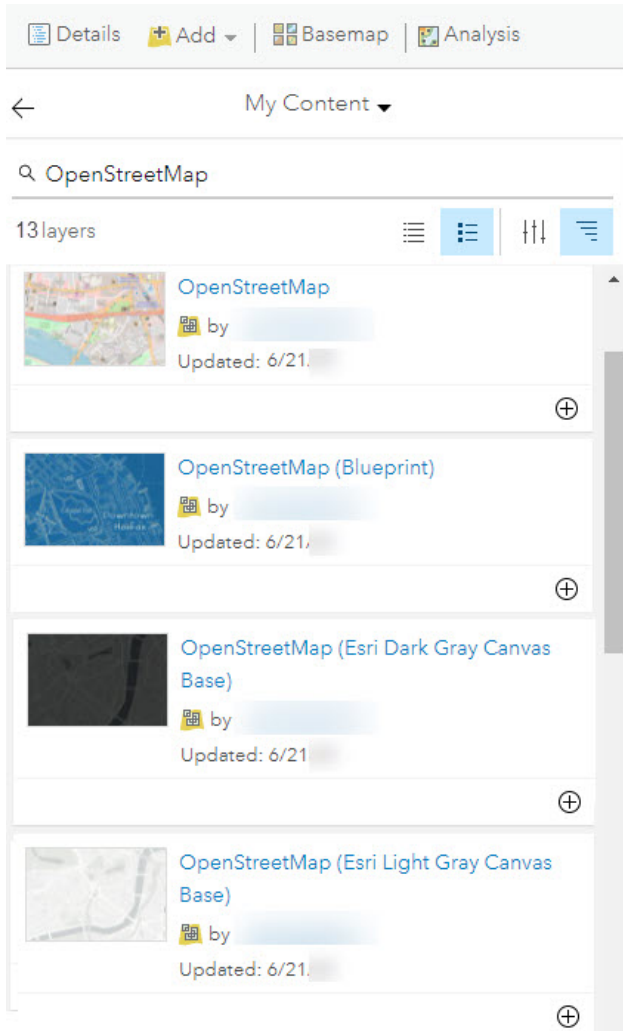 Details Add Basemap Analysis
My Content
OpenStreetMap
13 layers
OpenStreetMap
by
Updated: 6/21
OpenStreetMap (Blueprint)
by
Updated: 6/21/
OpenStreetMap (Esri Dark Gray Canvas
Base)
by
Updated: 6/21
OpenStreetMap (Esri Light Gray Canvas
Base)
by
Updated: 6/21